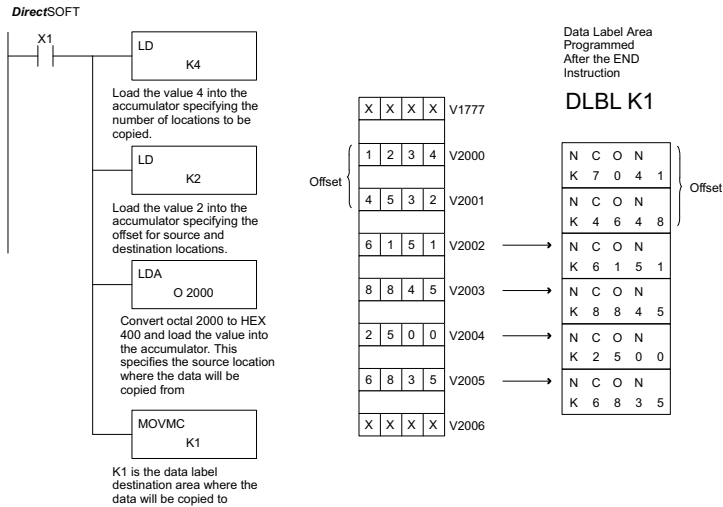 DirectSOFT
X1
LD
K4
Load the value 4 into the
accumulator specifying the
number of locations to be
copied.
LD
K2
Load the value 2 into the
accumulator specifying the
offset for source and
destination locations.
LDA
O 2000
Convert octal 2000 to HEX
400 and load the value into
the accumulator. This
specifies the source location
where the data will be
copied from
MOVMC
K1
K1 is the data label
destination area where the
data will be copied to
X X X X V1777
Offset
1 2 3 4 V2000
4 5 3 2 V2001
6 1 5 1 V2002
8 8 4 5 V2003
2 5 0 0 V2004
6 8 3 5 V2005
X X X X V2006
Data Label Area
Programmed
After the END
Instruction
DLBL K1
N C O N
K 7 0 4 1
N C O N
K 4 6 4 8
Offset
N C O N
K 6 1 5 1
N C O N
K 8 8 4 5
N C O N
K 2 5 0 0
N C O N
K 6 8 3 5